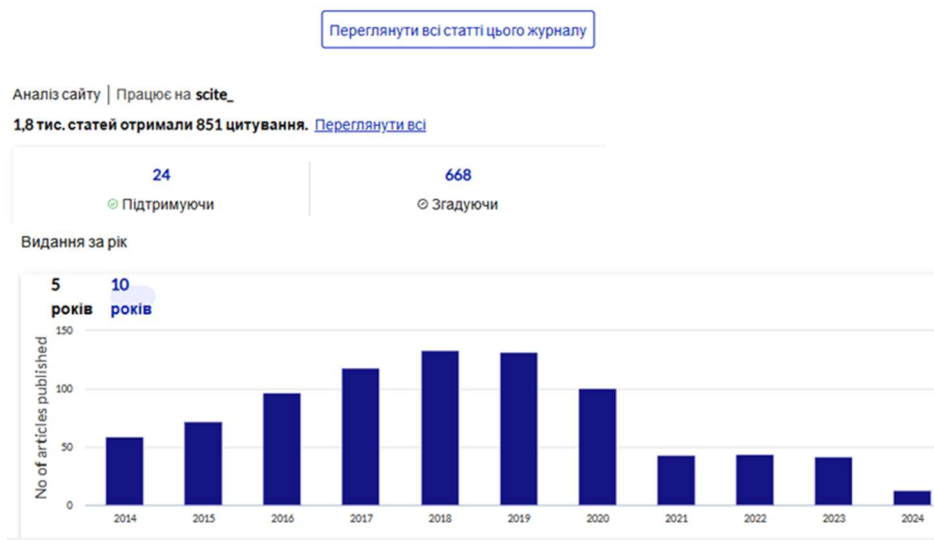 Переглянути всі статті цього журналу
Аналіз сайту | Працює на scite_
1,8 тис. статей отримали 851 цитування. Переглянути всі
24
Підтримуючи
668
Згадуючи
Видання за рік
5 років
10 років
No of articles published
150
100
50
0
2014 2015 2016 2017 2018 2019 2020 2021 2022 2023 2024